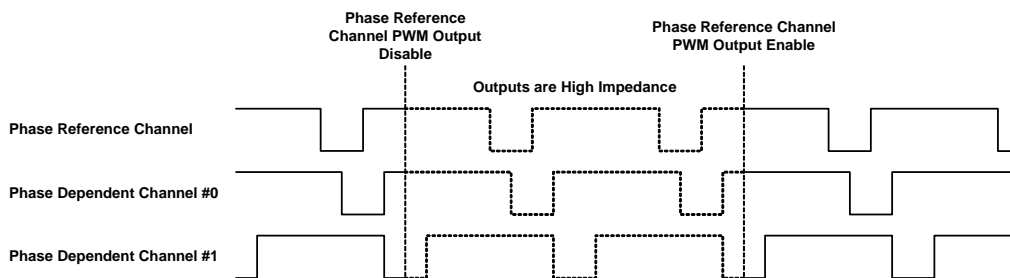 Phase Reference
Channel PWM Output
Disable
Phase Reference Channel
PWM Output Enable
Outputs are High Impedance
Phase Reference Channel
Phase Dependent Channel #0
Phase Dependent Channel #1